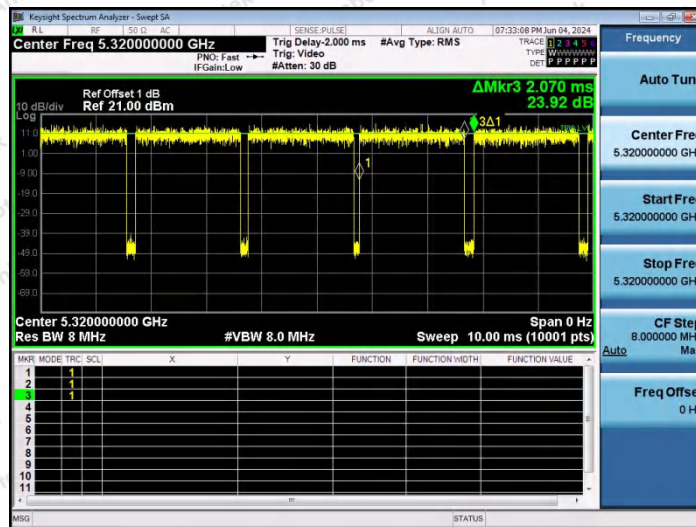 Keysight Spectrum Analyzer - Swept SA
RL RF 50 Ω AC SENSE:PULSE ALIGN AUTO 07:33:08 PM Jun 04, 2024
Center Freq 5.320000000 GHz
Trig Delay-2.000 ms #Avg Type: RMS
TRACE 1 2 3 4 5 6
PNO: Fast Trig: Video
TYPE W
IFGain:Low #Atten: 30 dB
DET P P P P P P
ΔMkr3 2.070 ms
23.92 dB
Ref Offset 1 dB
10 dB/div Ref 21.00 dBm
Log
11.0
3Δ1
1.00
1
-9.00
-19.0
-29.0
-39.0
-49.0
-59.0
-69.0
Center 5.320000000 GHz Span 0 Hz
Res BW 8 MHz #VBW 8.0 MHz Sweep 10.00 ms (10001 pts)
MKR MODE TRC SCL X Y FUNCTION FUNCTION WIDTH FUNCTION VALUE
1 1
2 1
3 1
4
5
6
7
8
9
10
11
MSG STATUS
Frequency
Auto Tun
Center Fre
5.320000000 GH
Start Fre
5.320000000 GH
Stop Fre
5.320000000 GH
CF Step
8.000000 MH
Auto Ma
Freq Offse
0 H